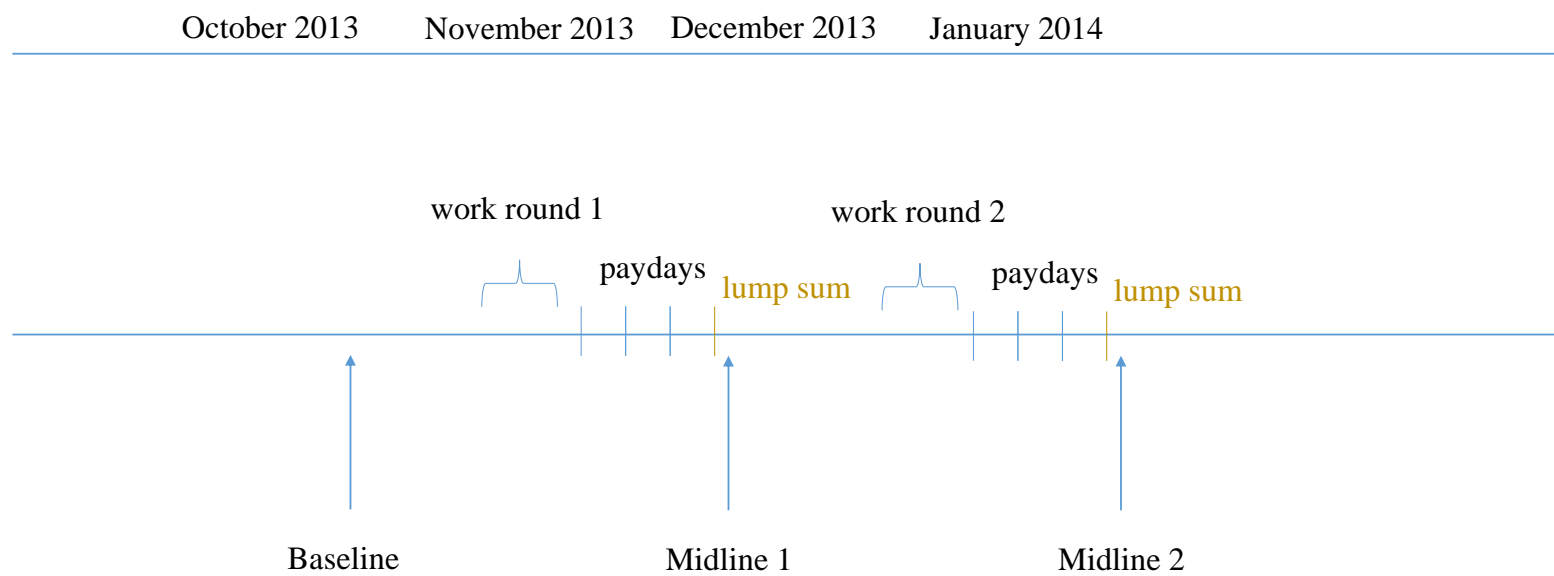 October 2013 November 2013 December 2013 January 2014
work round 1
work round 2
paydays
lump sum
paydays
lump sum
Baseline
Midline 1
Midline 2